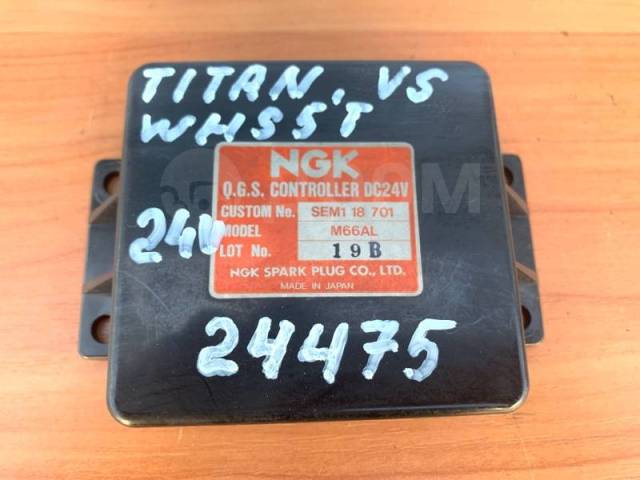 TITAN, VS
WHS5T
NGK
Q.G.S. CONTROLLER DC24V
CUSTOM No. SEM1 18 701
MODEL M66AL
LOT No. 19B
NGK SPARK PLUG CO., LTD.
MADE IN JAPAN
24V
24475